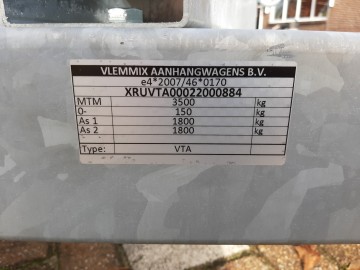 VLEMMIX AANHANGWAGENS B.V.
e4*2007/46*0170
XRUVTA00022000884
MTM 3500 kg
0- 150 kg
As 1 1800 kg
As 2 1800 kg
Type: VTA